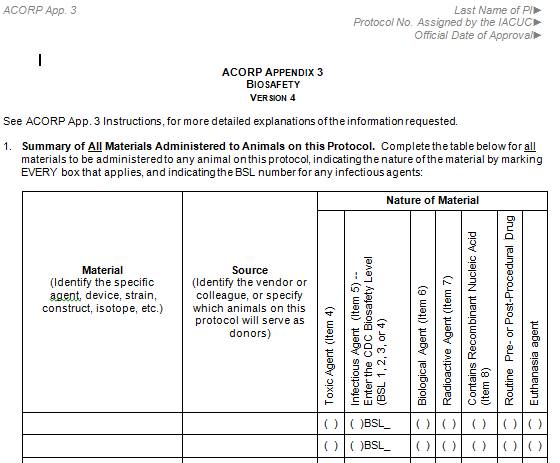 ACORP App. 3
Last Name of PI►
Protocol No. Assigned by the IACUC►
Official Date of Approval►
ACORP APPENDIX 3
BIOSAFETY
VERSION 4
See ACORP App. 3 Instructions, for more detailed explanations of the information requested.
1. Summary of All Materials Administered to Animals on this Protocol. Complete the table below for all
materials to be administered to any animal on this protocol, indicating the nature of the material by marking
EVERY box that applies, and indicating the BSL number for any infectious agents:
Nature of Material
Material
(Identify the specific
agent, device, strain,
construct, isotope, etc.)
Source
(Identify the vendor or
colleague, or specify
which animals on this
protocol will serve as
donors)
Toxic Agent (Item 4)
Infectious Agent (Item 5) --
Enter the CDC Biosafety Level
(BSL 1, 2, 3, or 4)
Biological Agent (Item 6)
Radioactive Agent (Item 7)
Contains Recombinant Nucleic Acid
(Item 8)
Routine Pre- or Post-Procedural Drug
Euthanasia agent
( ) ( )BSL_ ( ) ( ) ( ) ( ) ( )
( ) ( )BSL_ ( ) ( ) ( ) ( ) ( )